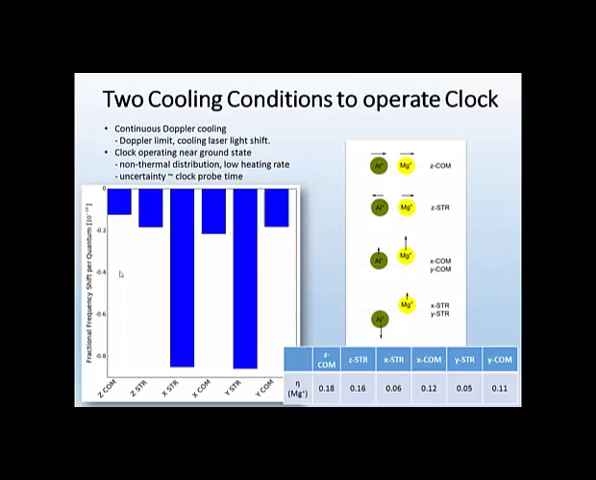 Two Cooling Conditions to operate Clock
• Continuous Doppler cooling
- Doppler limit, cooling laser light shift.
• Clock operating near ground state
- non-thermal distribution, low heating rate
- uncertainty ~ clock probe time
Fractional Frequency Shift per Quantum
0
-0.2
-0.4
-0.6
-0.8
Z COM
Z STR
X STR
X COM
Y STR
Y COM
Al⁺ Mg⁺ z-COM
Al⁺ Mg⁺ z-STR
Al⁺ Mg⁺ x-COM
y-COM
Al⁺ Mg⁺ x-STR
y-STR
z-COM z-STR x-STR x-COM y-STR y-COM
η (Mg⁺) 0.18 0.16 0.06 0.12 0.05 0.11